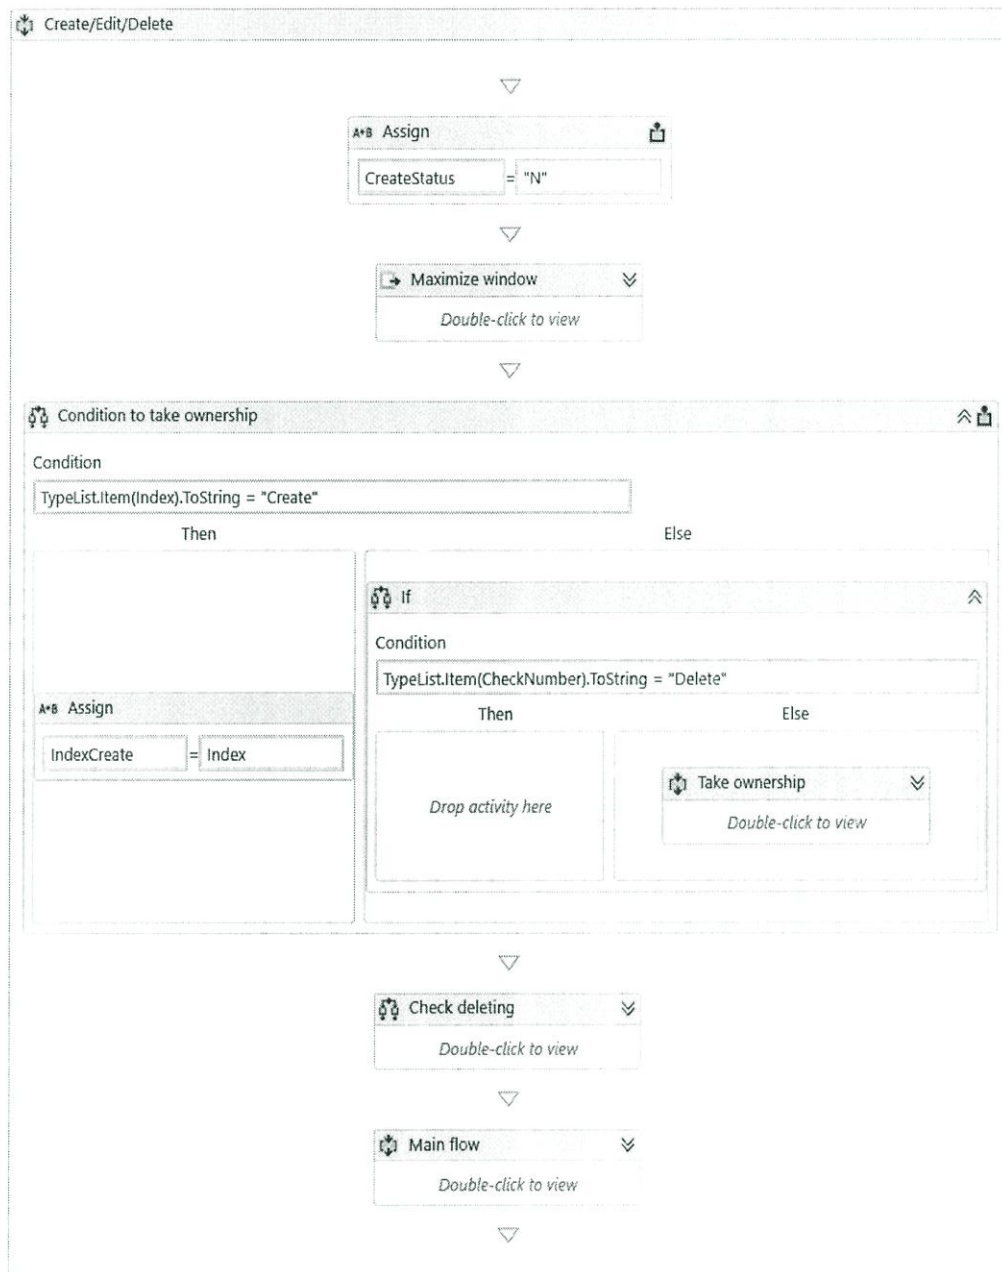 Create/Edit/Delete
A+B Assign
CreateStatus = "N"
Maximize window
Double-click to view
Condition to take ownership
Condition
TypeList.Item(Index).ToString = "Create"
Then Else
If
Condition
TypeList.Item(CheckNumber).ToString = "Delete"
Then Else
A+B Assign
IndexCreate = Index
Drop activity here
Take ownership
Double-click to view
Check deleting
Double-click to view
Main flow
Double-click to view